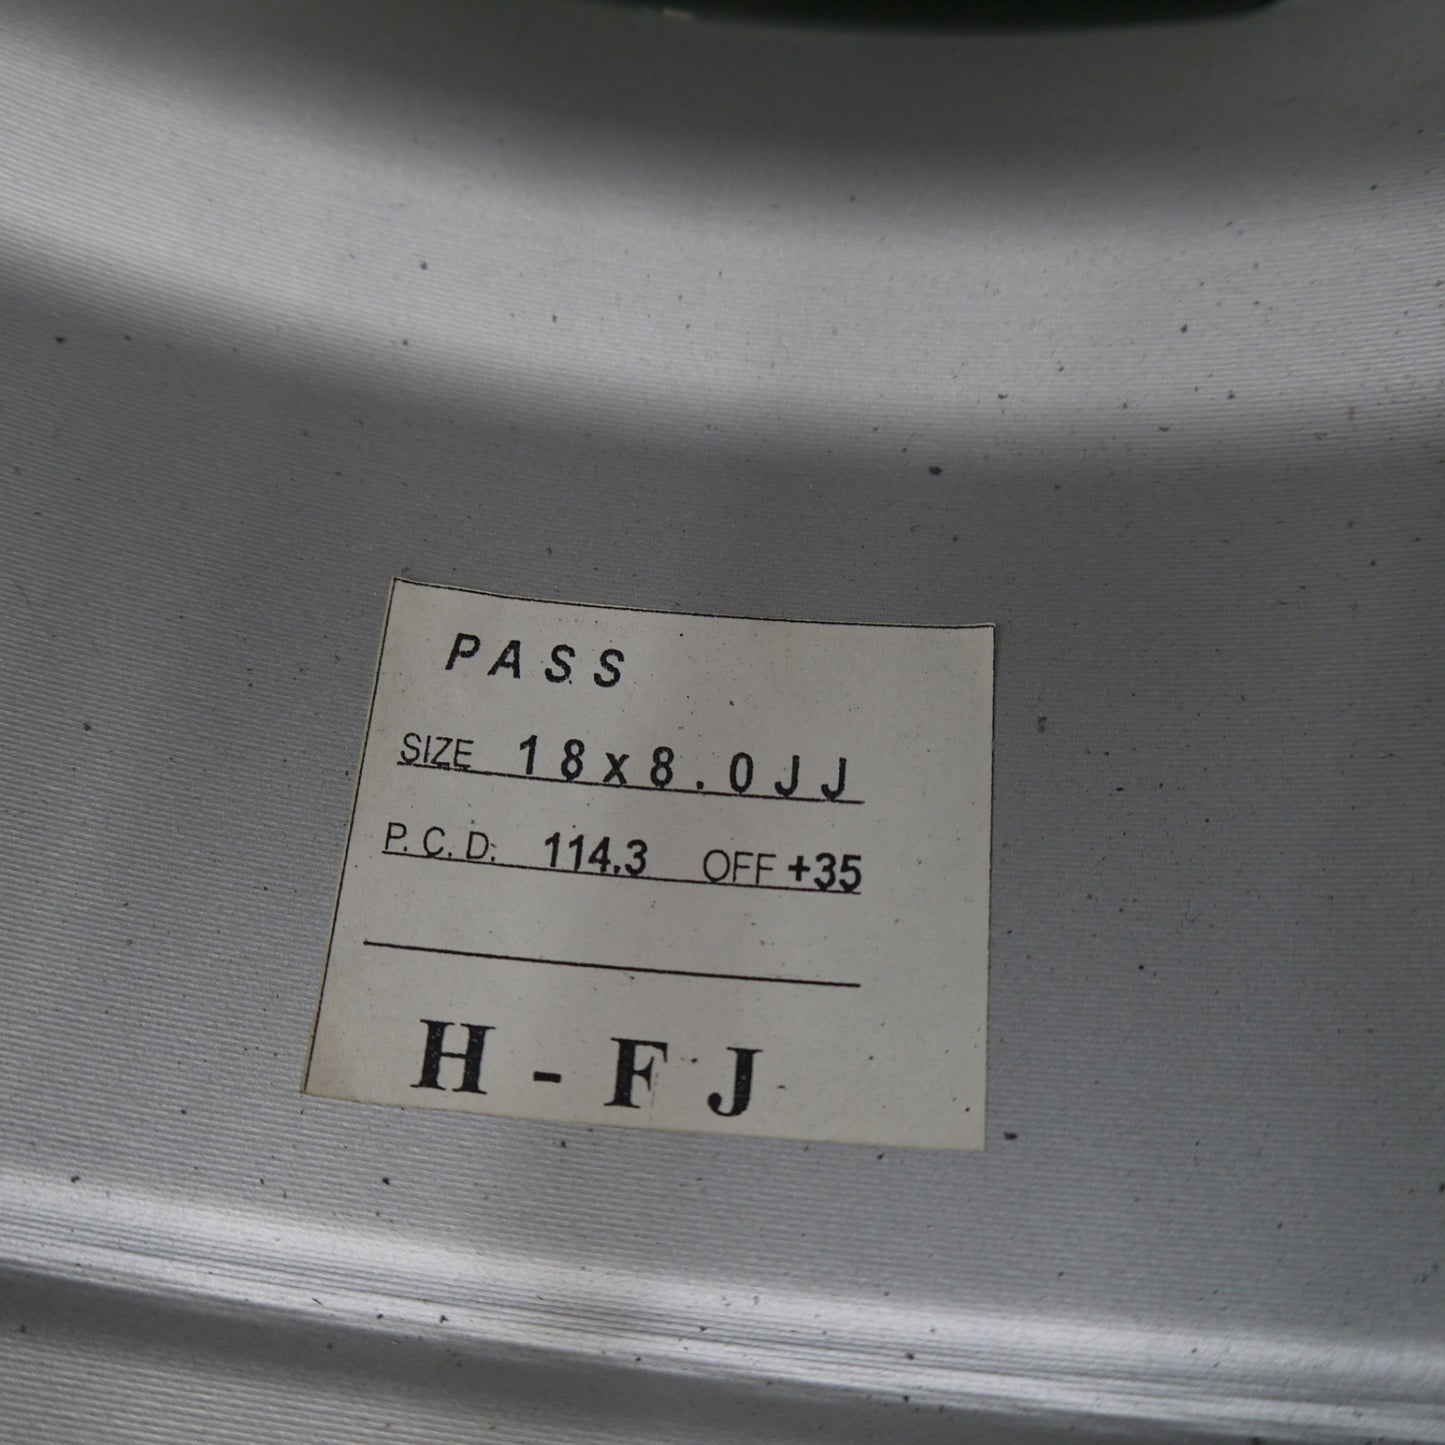 PASS
SIZE 18x8.0JJ
P.C.D. 114.3 OFF +35
H-FJ